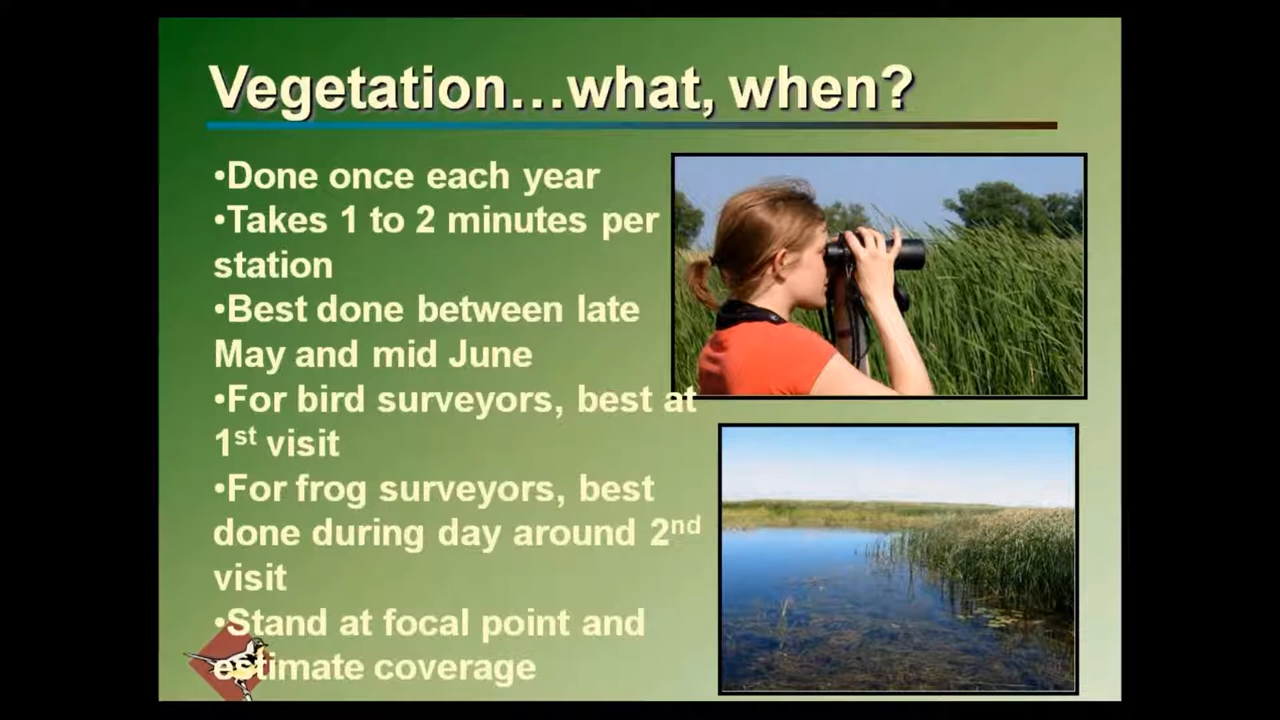 Vegetation…what, when?
•Done once each year
•Takes 1 to 2 minutes per
station
•Best done between late
May and mid June
•For bird surveyors, best at
1st visit
•For frog surveyors, best
done during day around 2nd
visit
•Stand at focal point and
estimate coverage